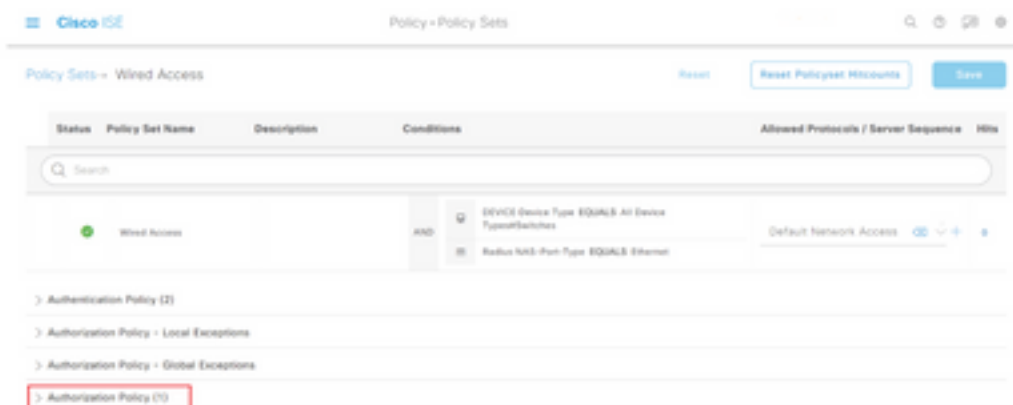 Cisco ISE
Policy · Policy Sets
Policy Sets→ Wired Access
Reset
Reset Policyset Hitcounts
Save
Status Policy Set Name Description Conditions Allowed Protocols / Server Sequence Hits
Search
Wired Access
AND
DEVICE·Device Type EQUALS All Device
Types#Switches
Radius·NAS-Port-Type EQUALS Ethernet
Default Network Access
> Authentication Policy (2)
> Authorization Policy - Local Exceptions
> Authorization Policy - Global Exceptions
> Authorization Policy (1)